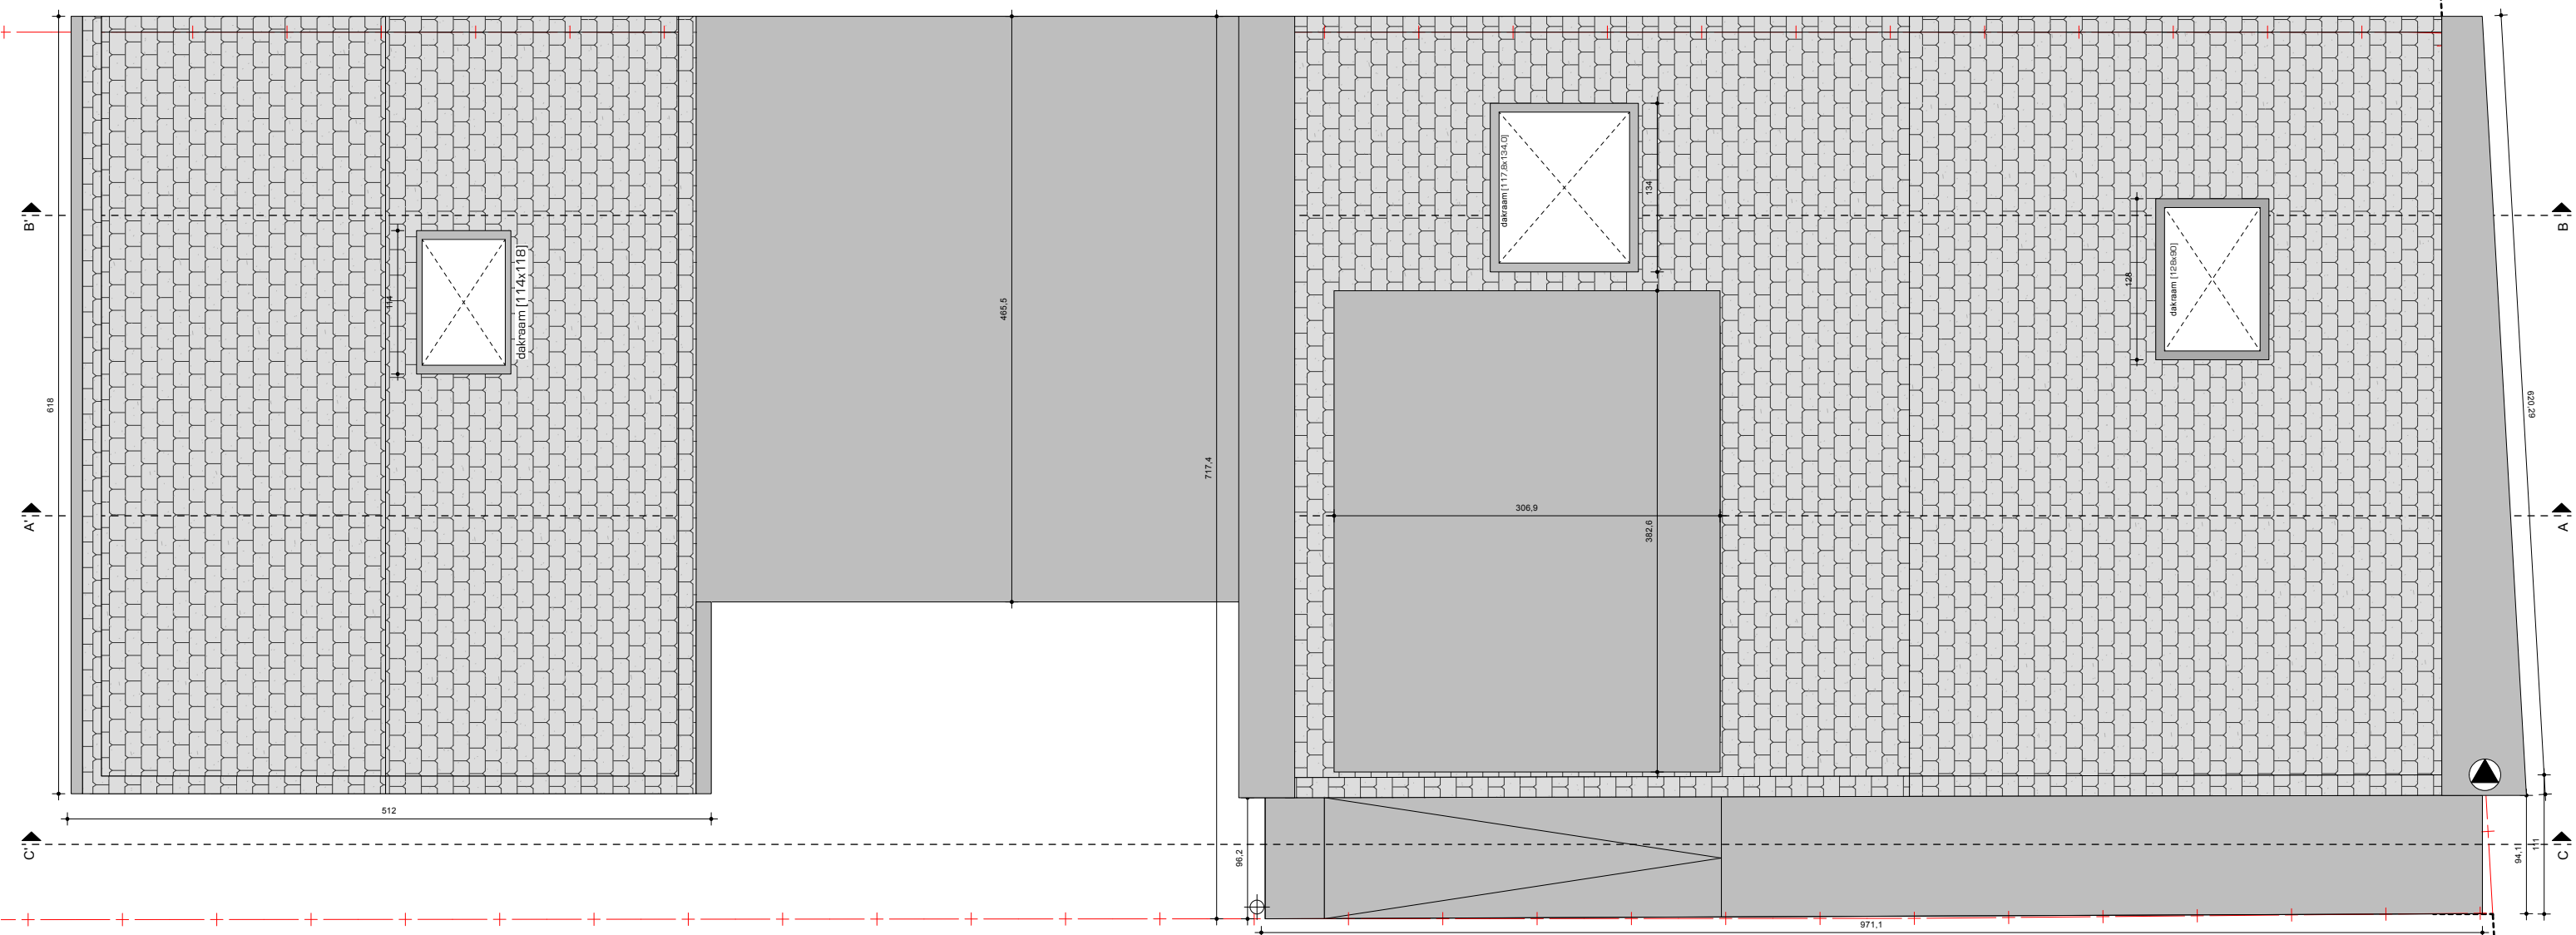 B'
A'
C'
618
114
dakraam [114x118]
512
465,5
717,4
dakraam [117,8x134,0]
134
306,9
382,6
96,2
971,1
128
dakraam [128x90]
620,29
94,1
111
B
A
C